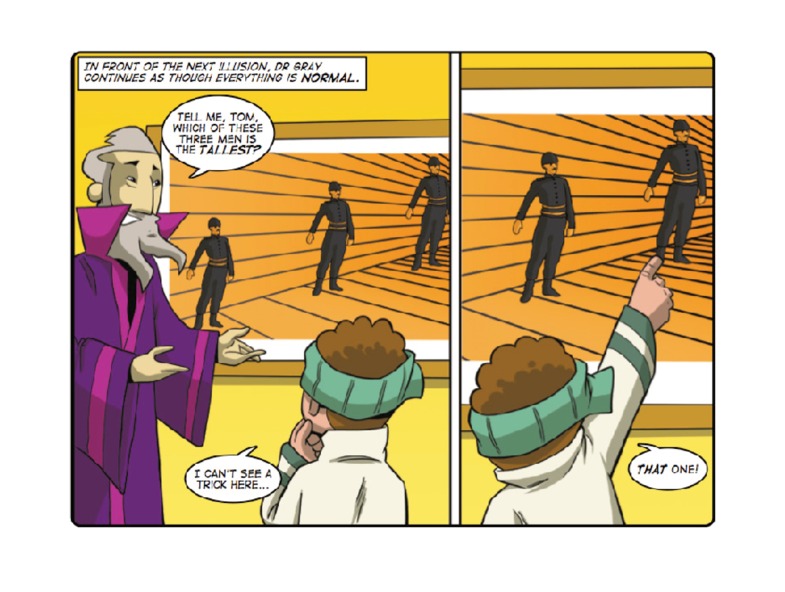 IN FRONT OF THE NEXT ILLUSION, DR GRAY
CONTINUES AS THOUGH EVERYTHING IS NORMAL.
TELL ME, TOM,
WHICH OF THESE
THREE MEN IS
THE TALLEST?
I CAN'T SEE A
TRICK HERE...
THAT ONE!